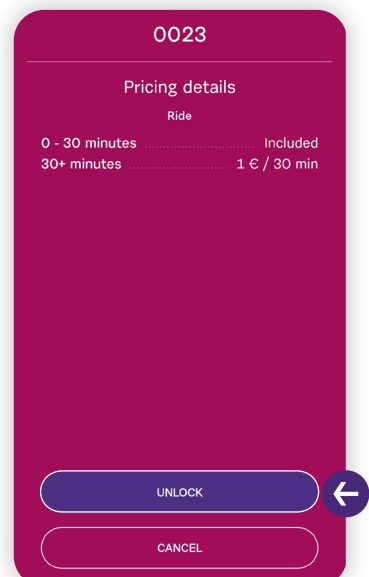 0023
Pricing details
Ride
0 - 30 minutes ........................ Included
30+ minutes ...................... 1 € / 30 min
UNLOCK
CANCEL